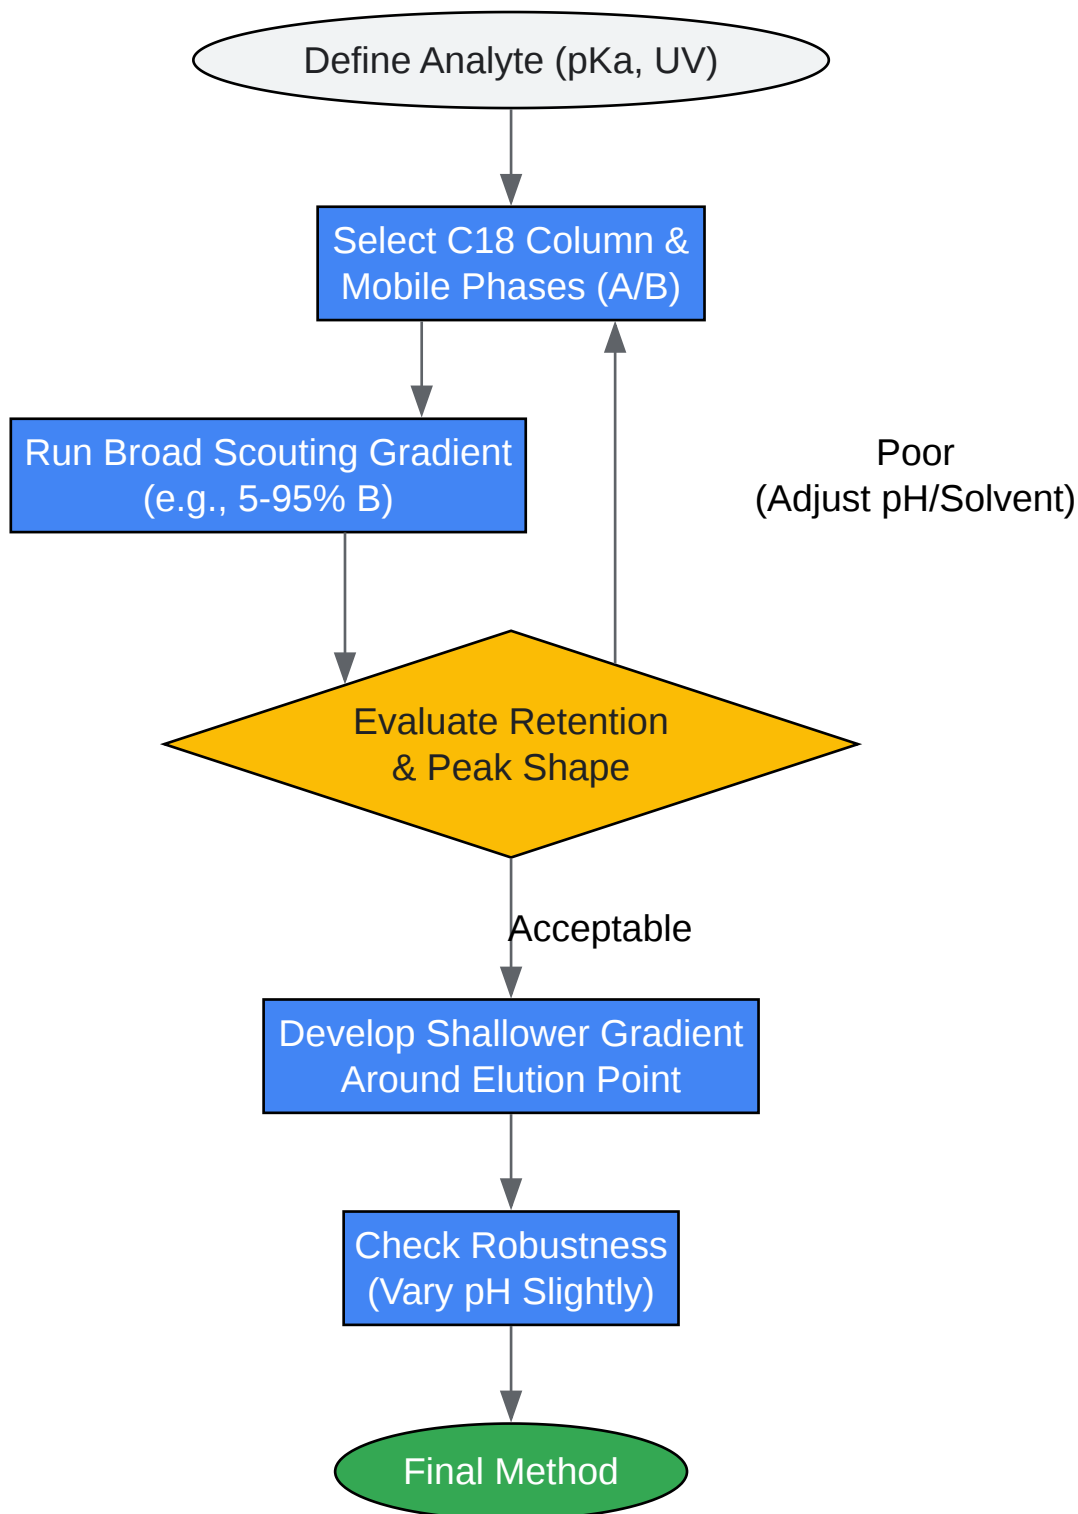 Define Analyte (pKa, UV)
Select C18 Column &
Mobile Phases (A/B)
Run Broad Scouting Gradient
(e.g., 5-95% B)
Poor
(Adjust pH/Solvent)
Evaluate Retention
& Peak Shape
Acceptable
Develop Shallower Gradient
Around Elution Point
Check Robustness
(Vary pH Slightly)
Final Method